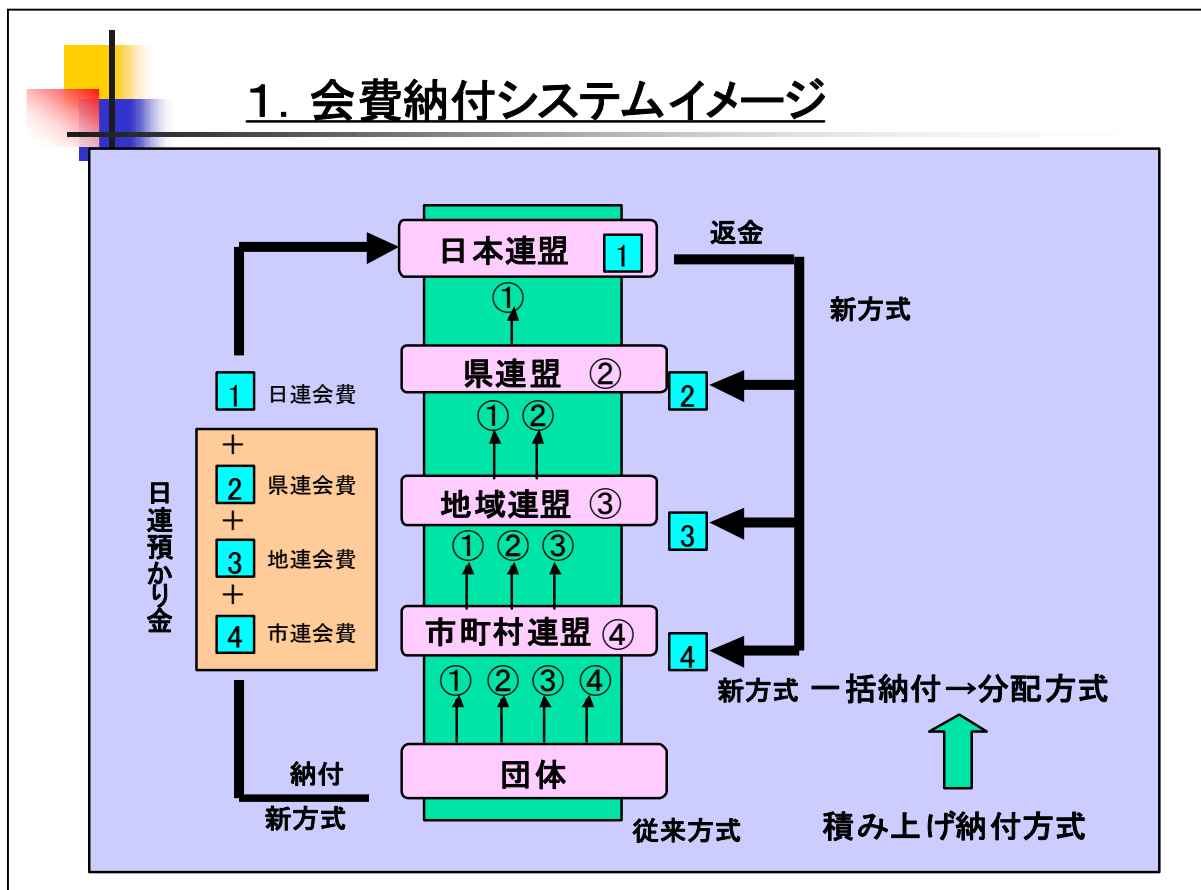 1. 会費納付システムイメージ
日本連盟 1
返金
新方式
①
県連盟 ②
2
1 日連会費
① ②
+
2 県連会費
+
3 地連会費
+
4 市連会費
日連預かり金
地域連盟 ③
3
① ② ③
市町村連盟 ④
4
① ② ③ ④
新方式 一括納付→分配方式
団体
納付
新方式
従来方式
積み上げ納付方式